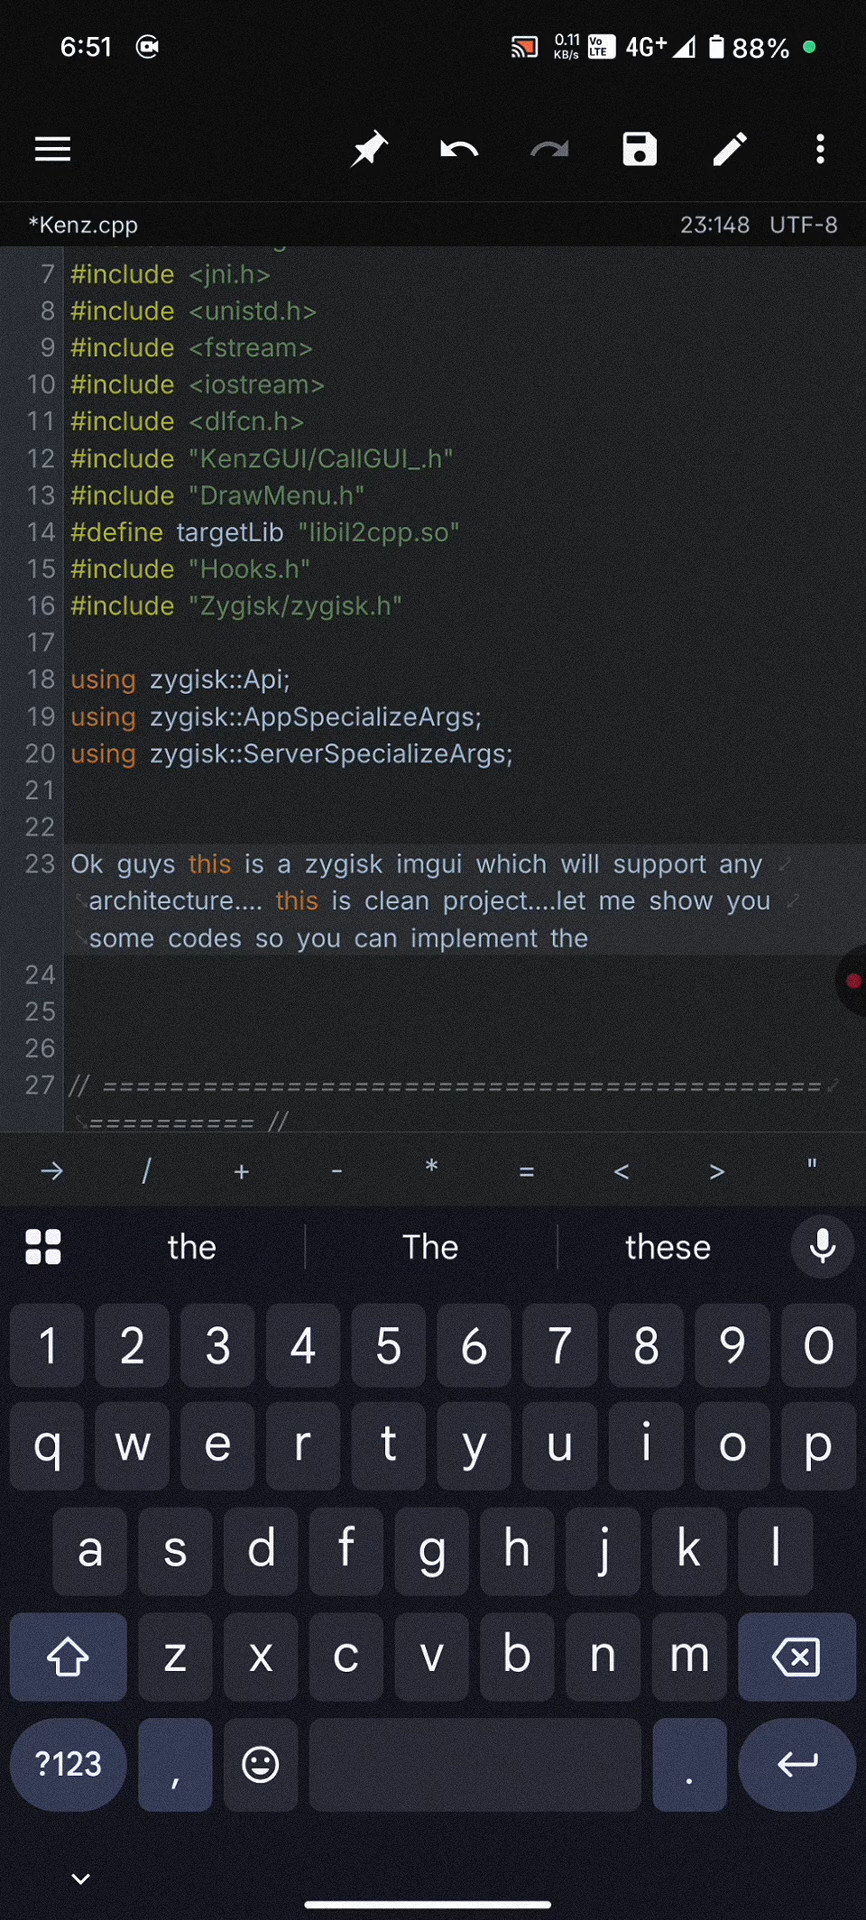 6:51 0.11 KB/s Vo LTE 4G+ 88%
*Kenz.cpp 23:148 UTF-8
7 #include <jni.h>
8 #include <unistd.h>
9 #include <fstream>
10 #include <iostream>
11 #include <dlfcn.h>
12 #include "KenzGUI/CallGUI_.h"
13 #include "DrawMenu.h"
14 #define targetLib "libil2cpp.so"
15 #include "Hooks.h"
16 #include "Zygisk/zygisk.h"
17
18 using zygisk::Api;
19 using zygisk::AppSpecializeArgs;
20 using zygisk::ServerSpecializeArgs;
21
22
23 Ok guys this is a zygisk imgui which will support any
architecture.... this is clean project....let me show you
some codes so you can implement the
24
25
26
27 // ===========================================
========== //
→ / + - * = < > "
the The these
1 2 3 4 5 6 7 8 9 0
q w e r t y u i o p
a s d f g h j k l
z x c v b n m
?123 , .